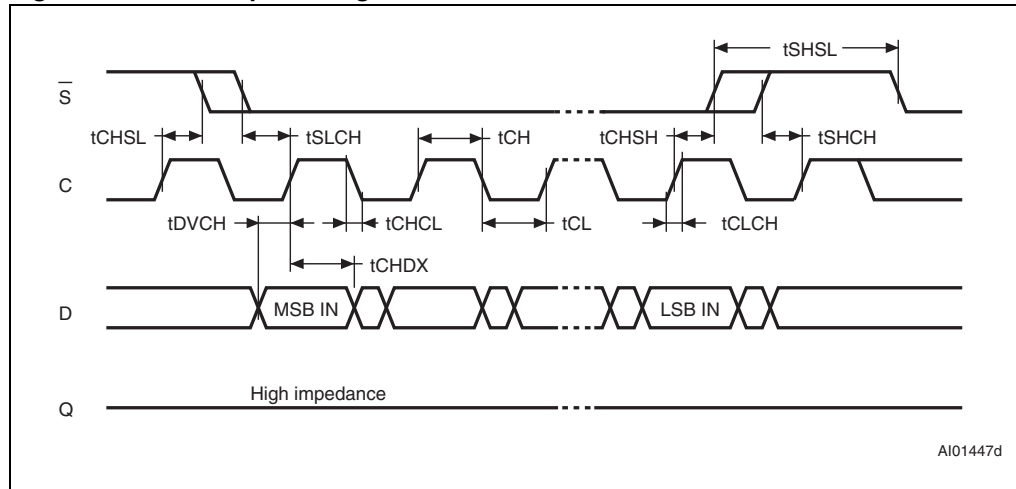 tSHSL
S
tCHSL
tSLCH
tCH
tCHSH
tSHCH
C
tDVCH
tCHCL
tCL
tCLCH
tCHDX
D
MSB IN
LSB IN
High impedance
Q
AI01447d